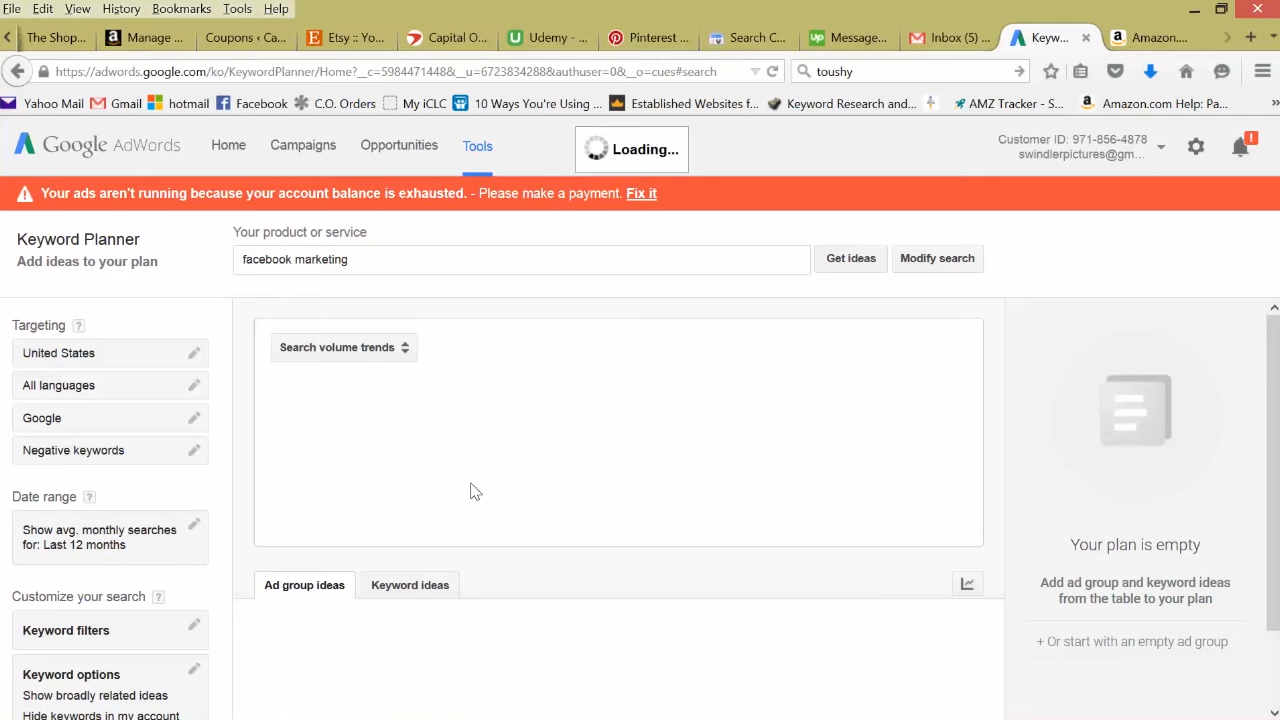 File Edit View History Bookmarks Tools Help
The Shop... Manage ... Coupons ‹ Ca... Etsy :: Yo... Capital O... Udemy - ... Pinterest ... Search C... Message... Inbox (5) ... Keyw... Amazon....
https://adwords.google.com/ko/KeywordPlanner/Home?__c=5984471448&__u=6723834288&authuser=0&__o=cues#search
toushy
Yahoo Mail Gmail hotmail Facebook C.O. Orders My iCLC 10 Ways You're Using ... Established Websites f... Keyword Research and... AMZ Tracker - S... Amazon.com Help: Pa...
Google AdWords Home Campaigns Opportunities Tools
Loading...
Customer ID: 971-856-4878
swindlerpictures@gm...
Your ads aren't running because your account balance is exhausted. - Please make a payment. Fix it
Keyword Planner
Add ideas to your plan
Your product or service
facebook marketing
Get ideas
Modify search
Targeting ?
United States
All languages
Google
Negative keywords
Date range ?
Show avg. monthly searches
for: Last 12 months
Customize your search ?
Keyword filters
Keyword options
Show broadly related ideas
Hide keywords in my account
Search volume trends
Ad group ideas
Keyword ideas
Your plan is empty
Add ad group and keyword ideas
from the table to your plan
+ Or start with an empty ad group